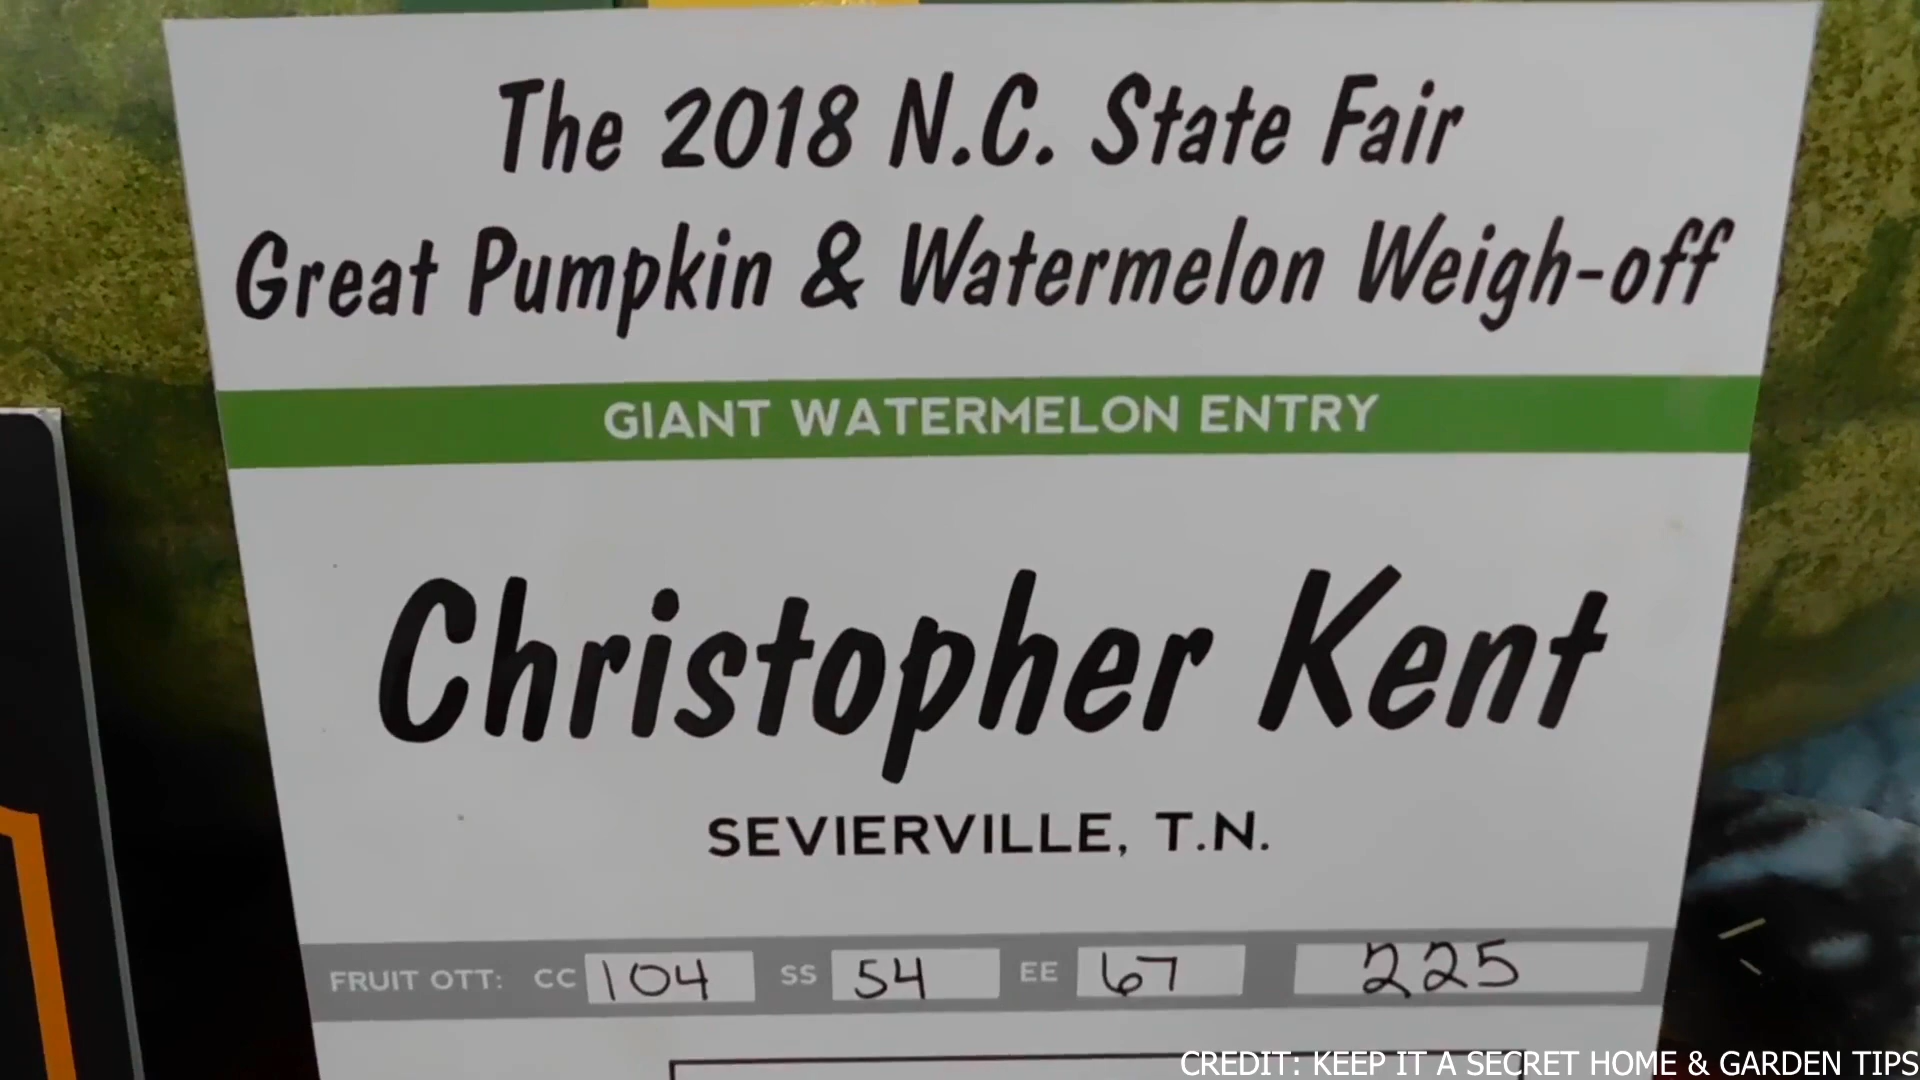 The 2018 N.C. State Fair
Great Pumpkin & Watermelon Weigh-off
GIANT WATERMELON ENTRY
Christopher Kent
SEVIERVILLE, T.N.
FRUIT OTT: CC 104 SS 54 EE 67 225
CREDIT: KEEP IT A SECRET HOME & GARDEN TIPS